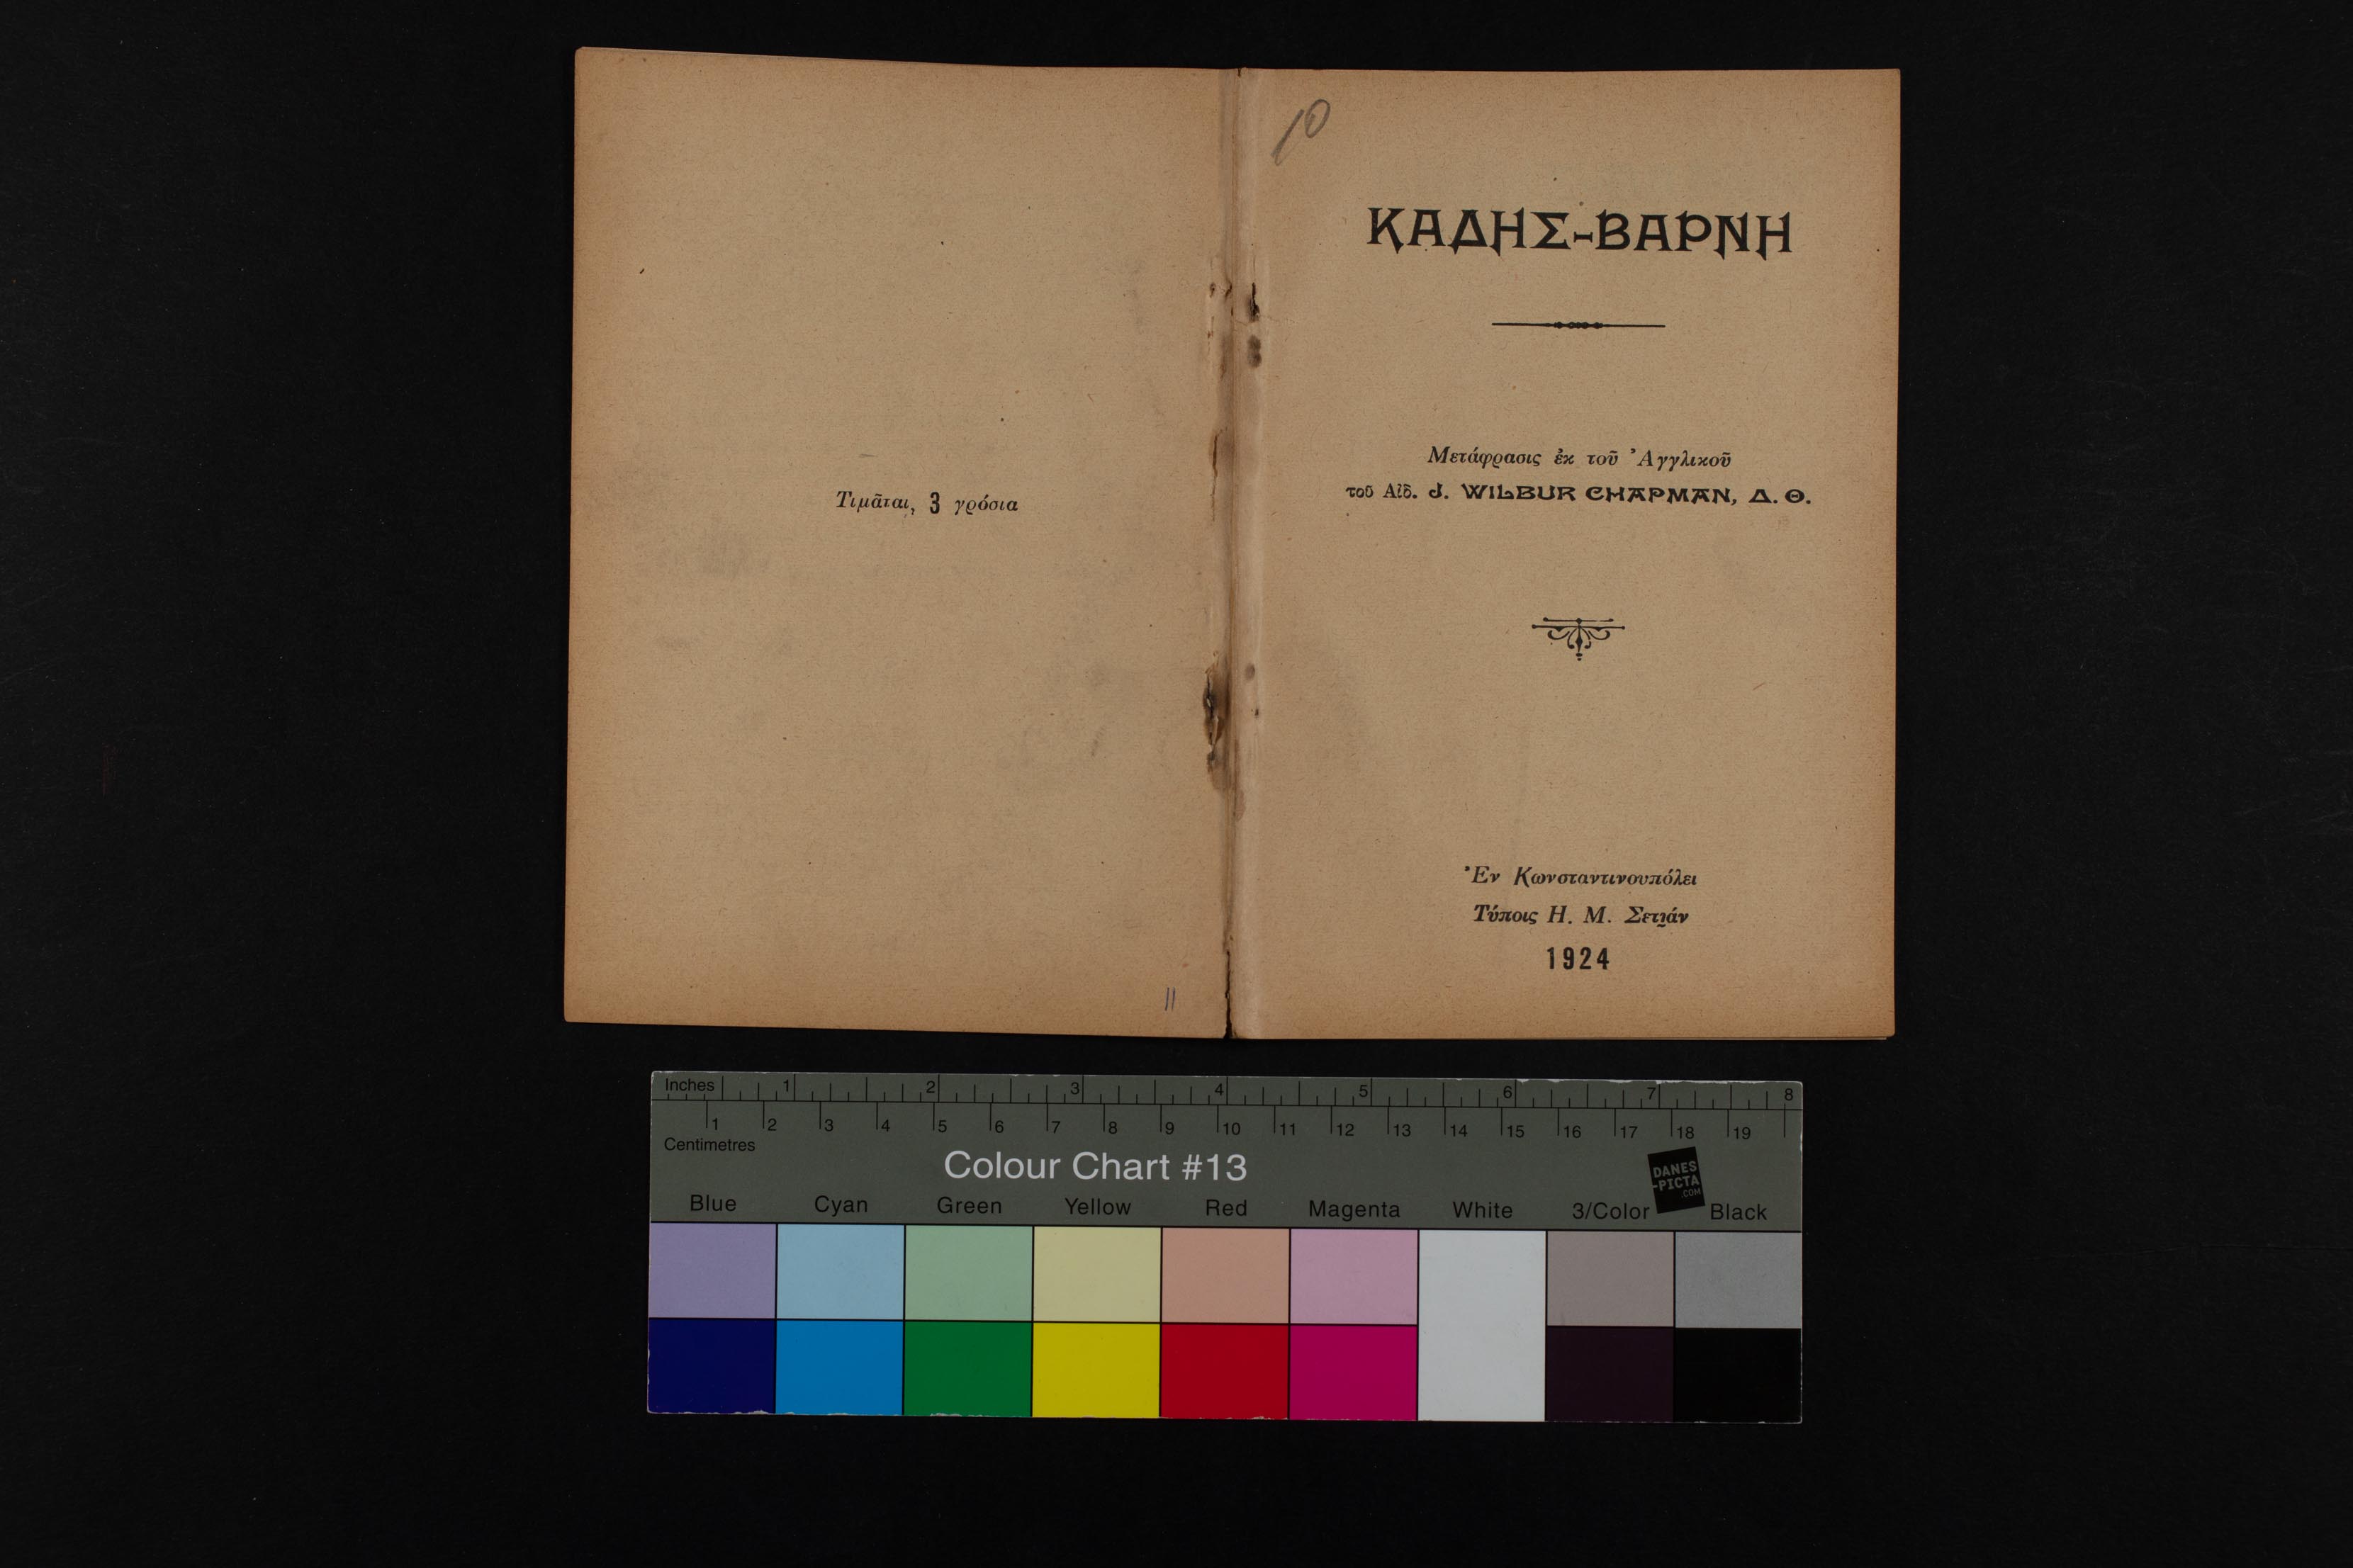 Τιμᾶται, 3 γρόσια
11
10
ΚΑΔΗΣ-ΒΑΡΝΗ
Μετάφρασις ἐκ τοῦ Ἀγγλικοῦ
τοῦ Αἰδ. J. WILBUR CHAPMAN, Δ. Θ.
Ἐν Κωνσταντινουπόλει
Τύποις Η. Μ. Σετι̰άν
1924
Inches 1 2 3 4 5 6 7 8
1 2 3 4 5 6 7 8 9 10 11 12 13 14 15 16 17 18 19
Centimetres
Colour Chart #13
DANES
-PICTA
.COM
Blue Cyan Green Yellow Red Magenta White 3/Color Black